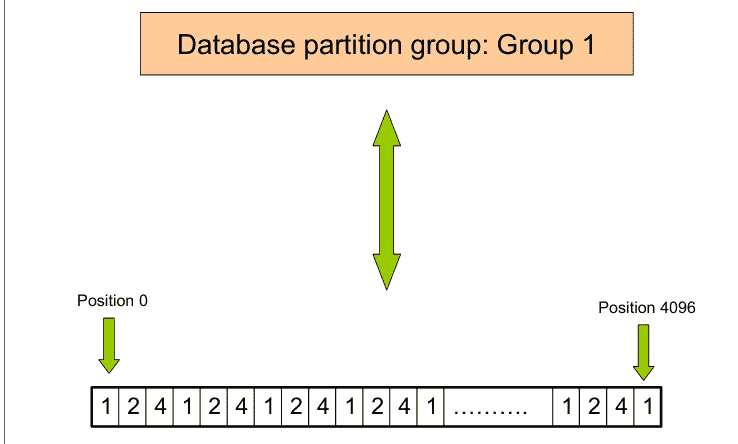 Database partition group: Group 1
Position 0
Position 4096
1 2 4 1 2 4 1 2 4 1 2 4 1 .......... 1 2 4 1